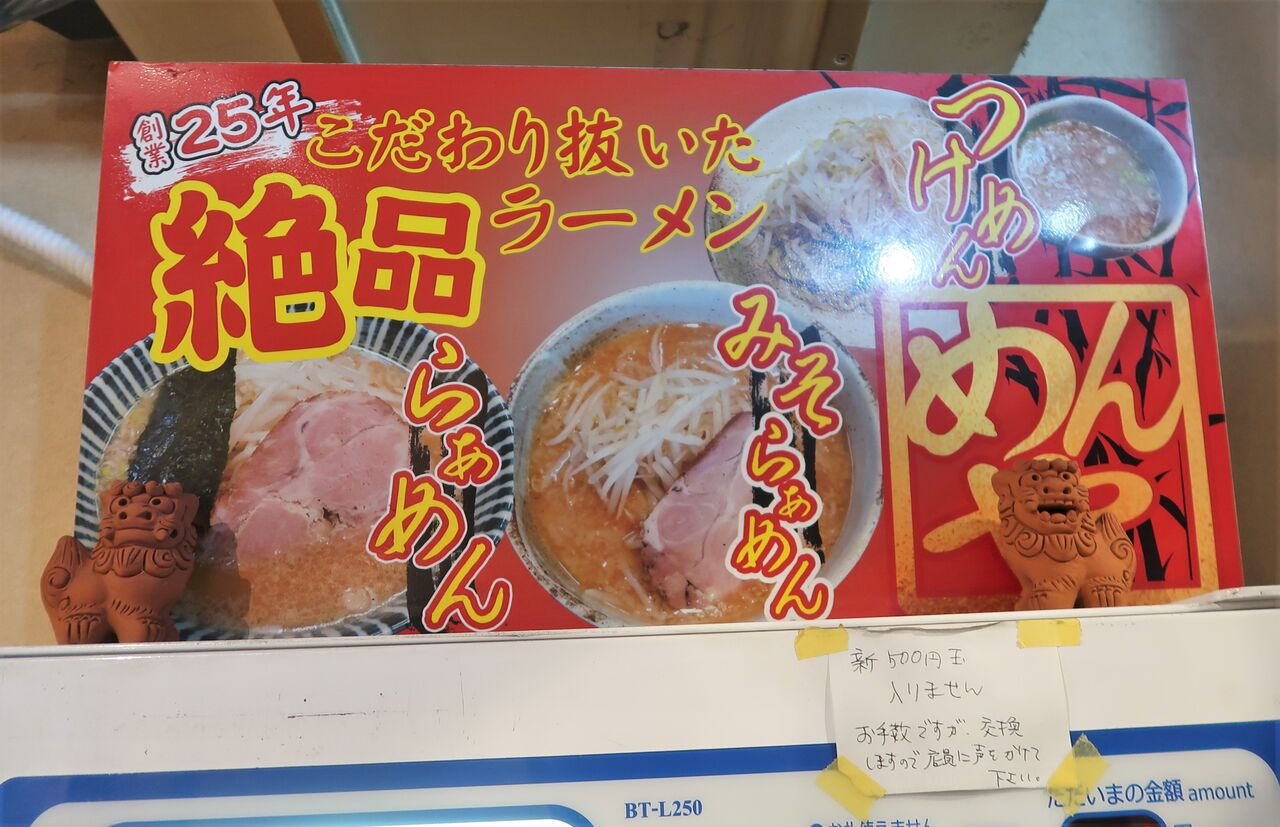 創業25年
こだわり抜いた
絶品ラーメン
つけめん
らぁめん
みそらぁめん
めんや
新500円玉
入りません
お手数ですが、交換
しますので店員に声をかけて
下さい。
BT-L250
ただいまの金額 amount